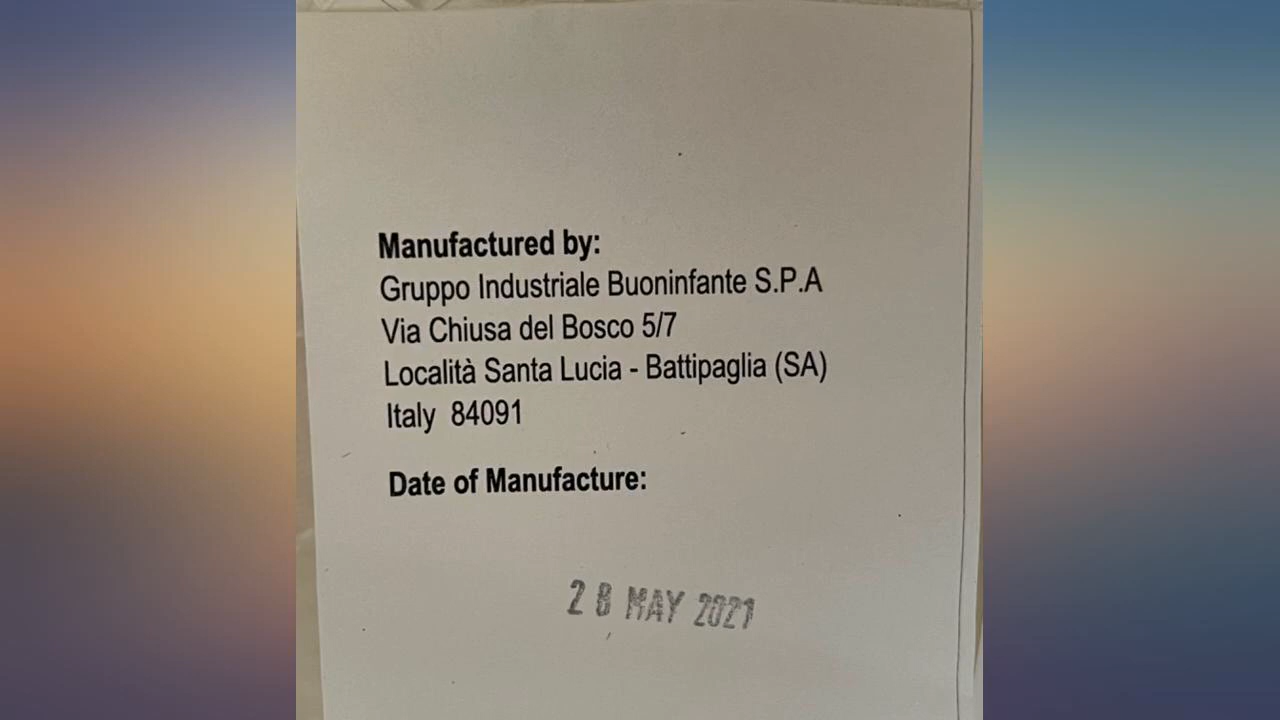 Manufactured by:
Gruppo Industriale Buoninfante S.P.A
Via Chiusa del Bosco 5/7
Località Santa Lucia - Battipaglia (SA)
Italy 84091
Date of Manufacture:
28 MAY 2021